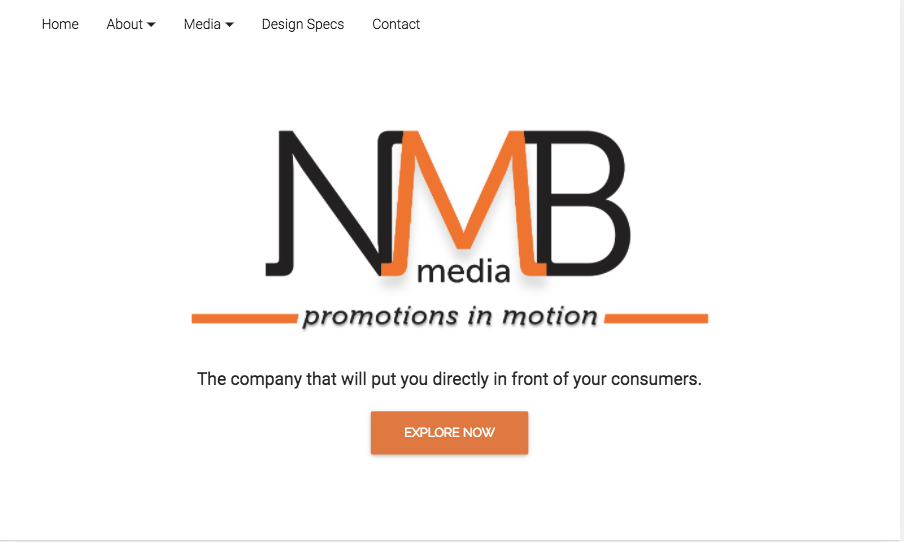 Home About Media Design Specs Contact
NMB
media
promotions in motion
The company that will put you directly in front of your consumers.
EXPLORE NOW